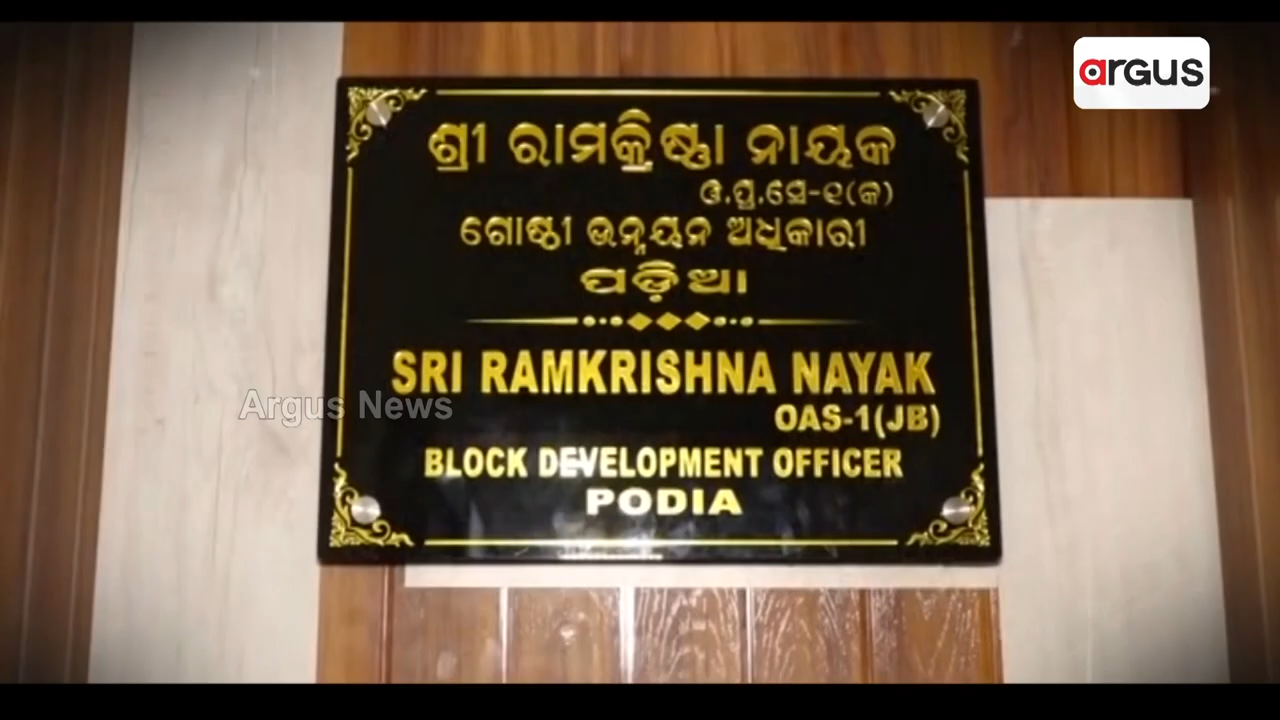 argus
ଶ୍ରୀ ରାମକ୍ରିଷ୍ଣା ନାୟକ
ଓ.ପ୍ର.ସେ-୧(କ)
ଗୋଷ୍ଠୀ ଉନ୍ନୟନ ଅଧିକାରୀ
ପଡ଼ିଆ
SRI RAMKRISHNA NAYAK
Argus News
OAS-1(JB)
BLOCK DEVELOPMENT OFFICER
PODIA